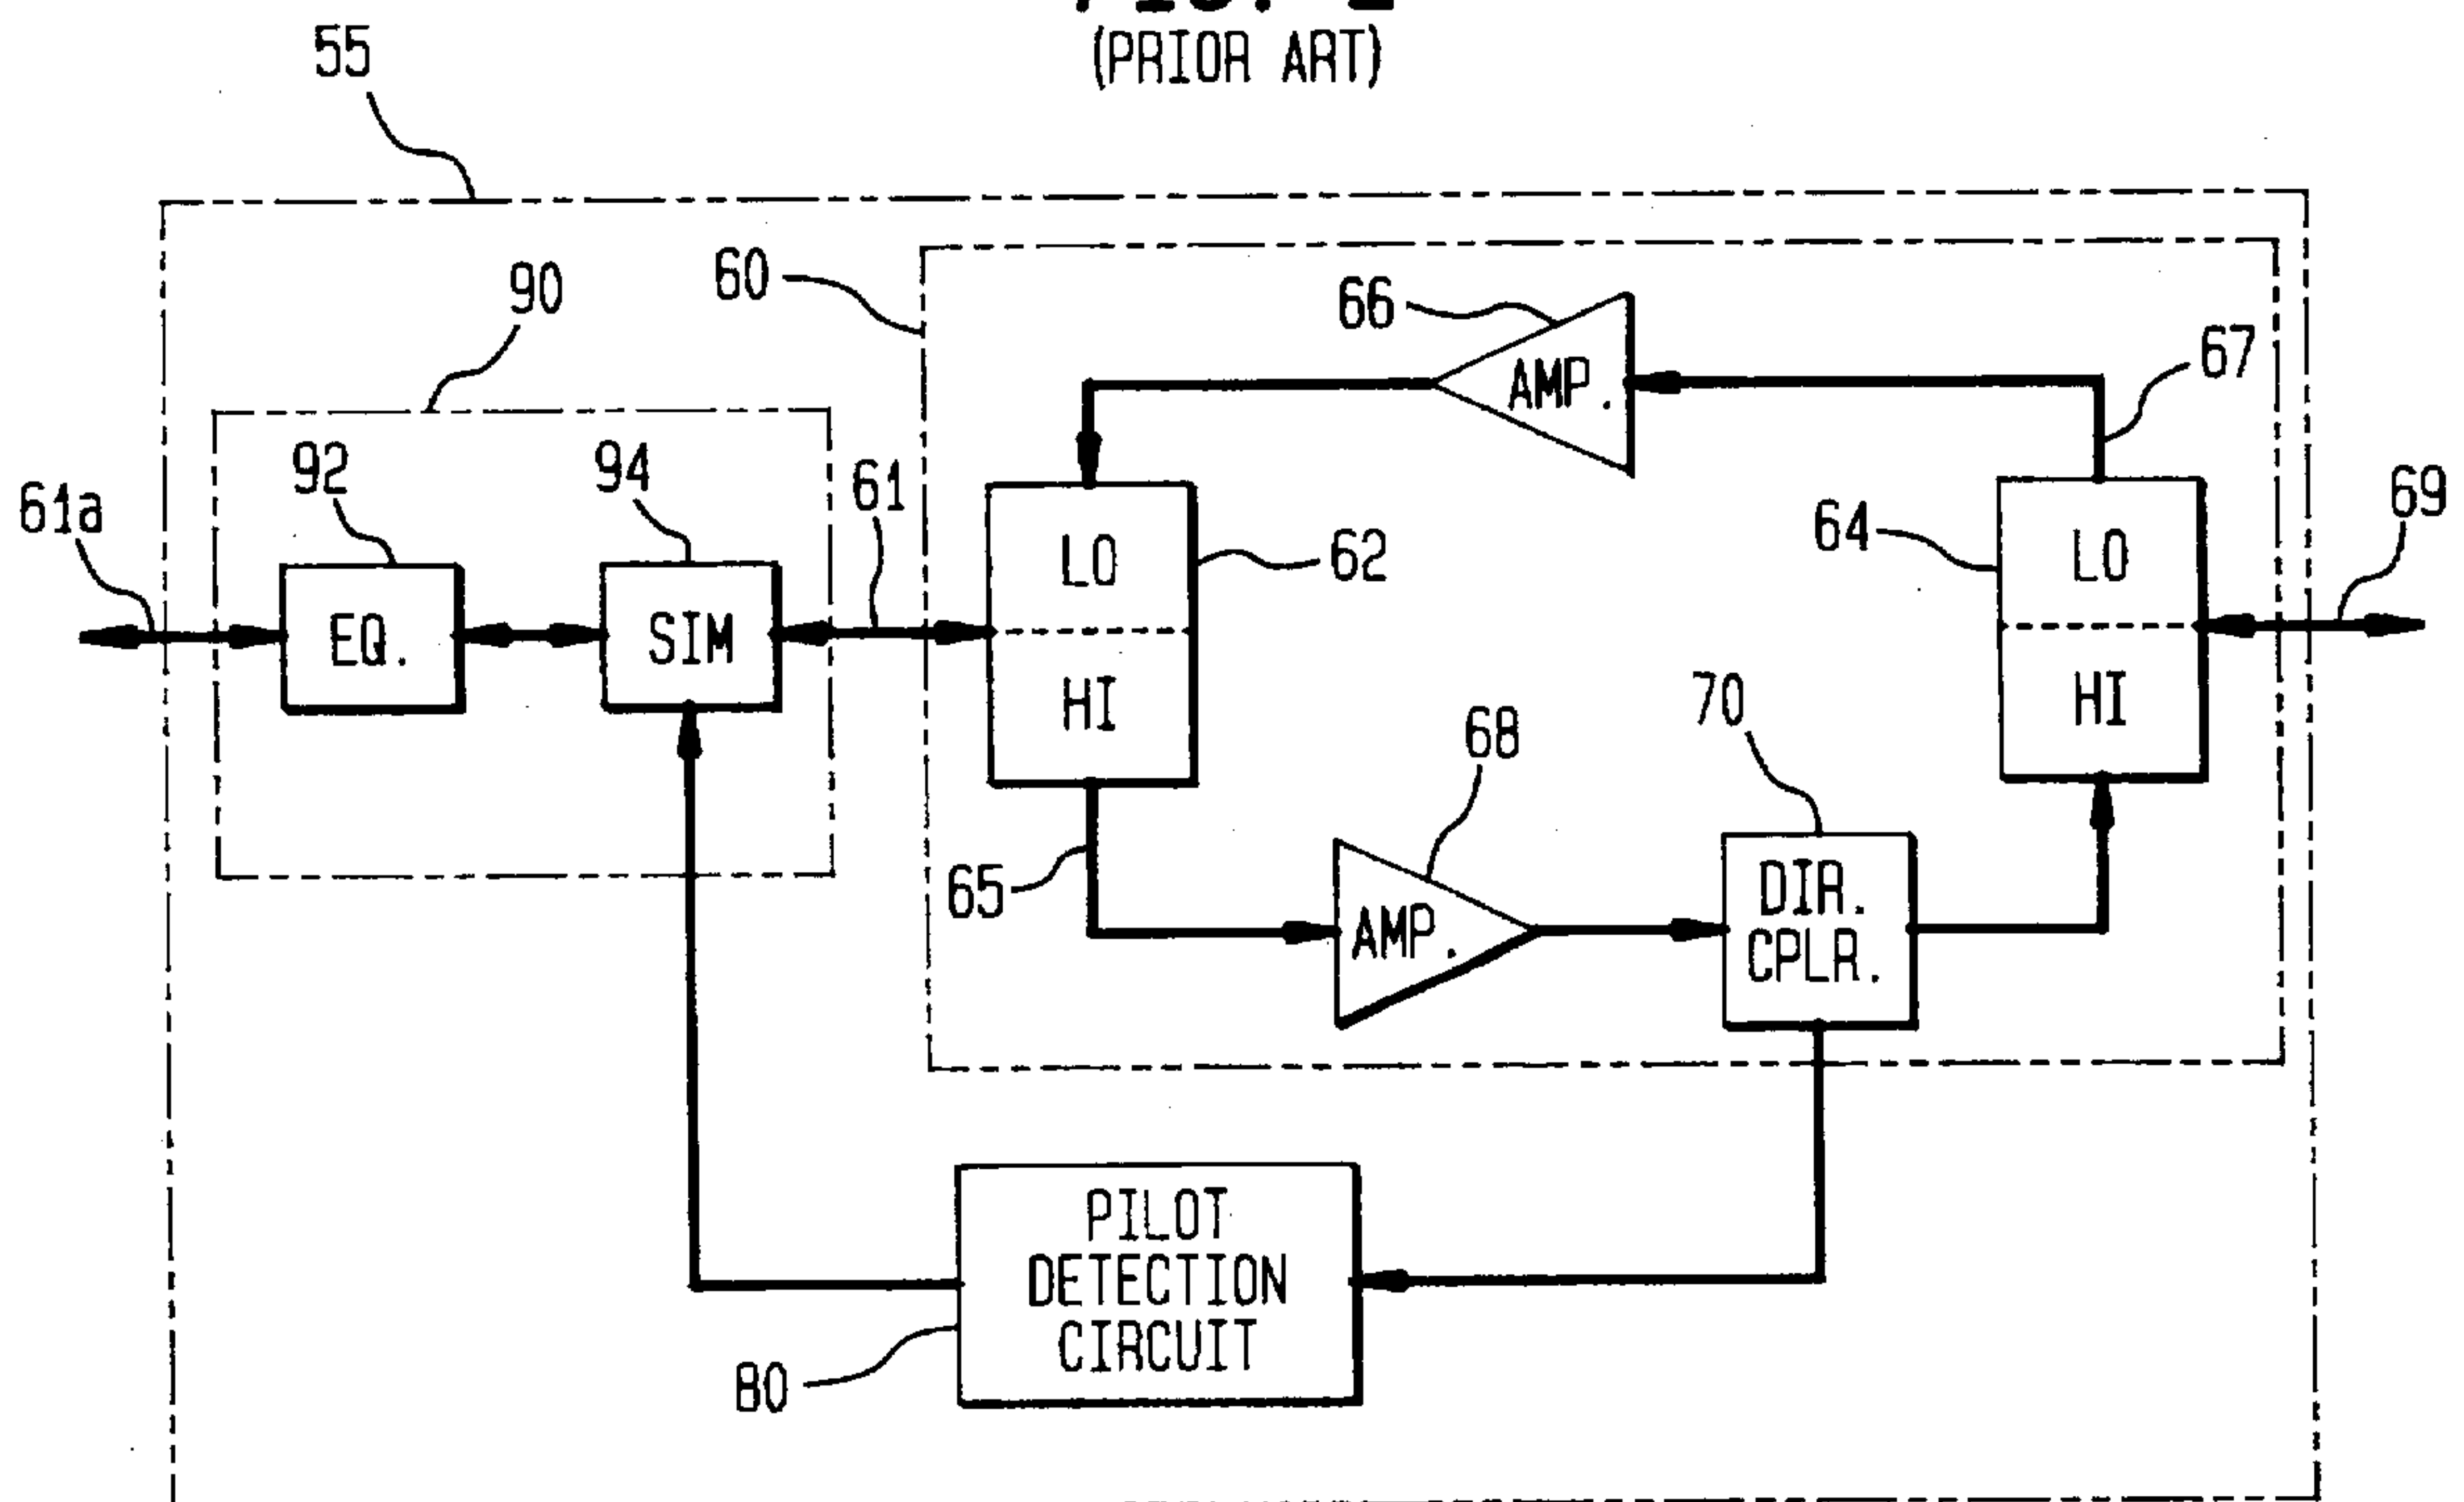 (PRIOR ART)
55
60
90
66
67
AMP.
92
94
61
61a
64
69
LO
62
LO
EQ.
SIM
HI
HI
70
68
65
DIR.
CPLR.
AMP.
PILOT
DETECTION
CIRCUIT
80